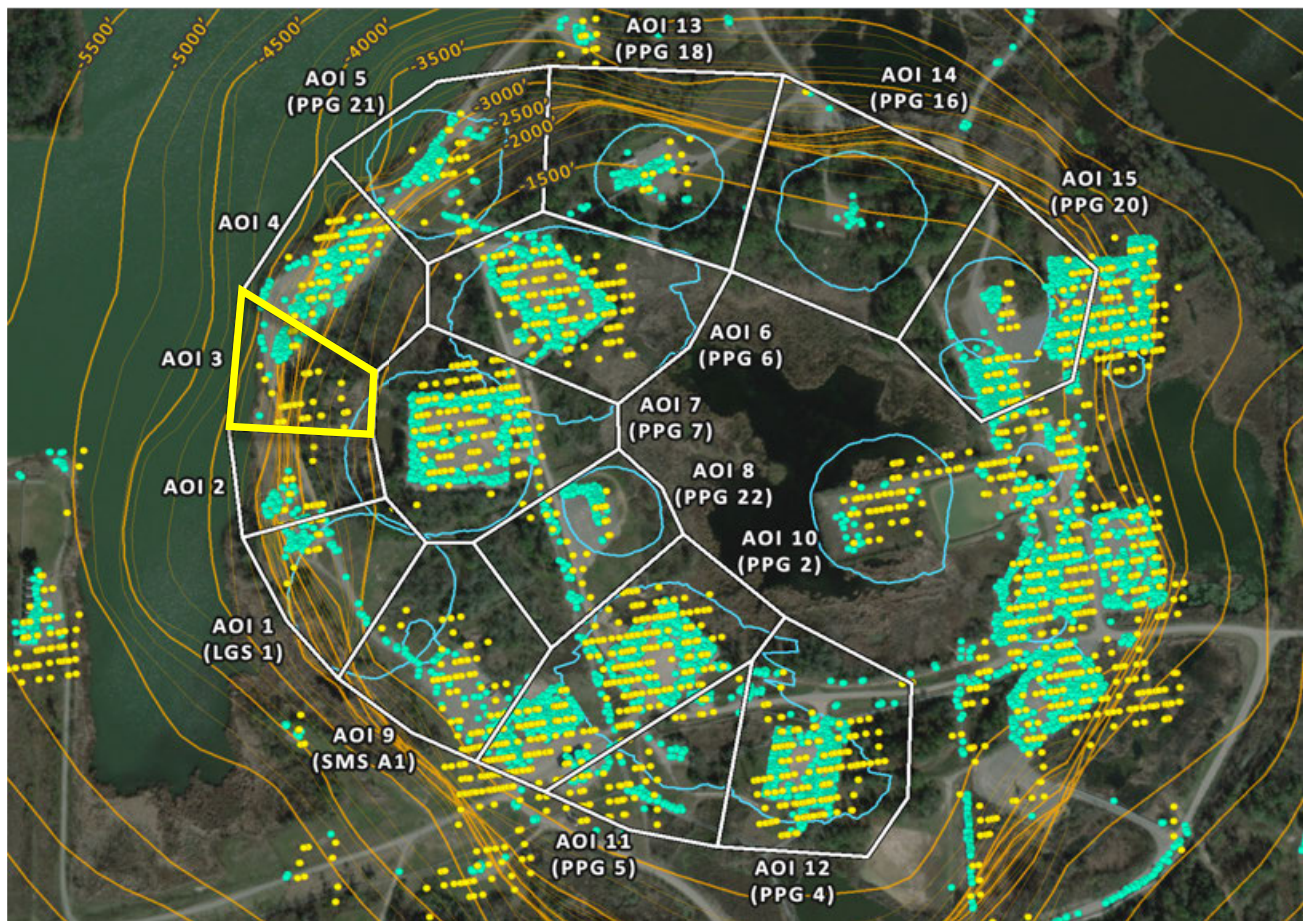 -5500'
-5000'
-4500'
-4000'
-3500'
-3000'
-2500'
-2000'
-1500'
AOI 13
(PPG 18)
AOI 14
(PPG 16)
AOI 5
(PPG 21)
AOI 15
(PPG 20)
AOI 4
AOI 3
AOI 6
(PPG 6)
AOI 7
(PPG 7)
AOI 8
(PPG 22)
AOI 2
AOI 10
(PPG 2)
AOI 1
(LGS 1)
AOI 9
(SMS A1)
AOI 11
(PPG 5)
AOI 12
(PPG 4)